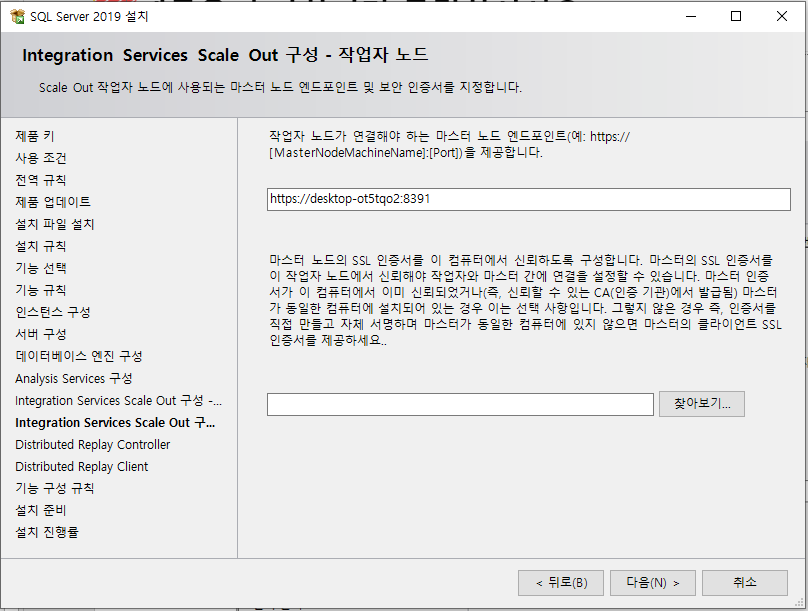 SQL Server 2019 설치
Integration Services Scale Out 구성 - 작업자 노드
Scale Out 작업자 노드에 사용되는 마스터 노드 엔드포인트 및 보안 인증서를 지정합니다.
제품 키
사용 조건
전역 규칙
제품 업데이트
설치 파일 설치
설치 규칙
기능 선택
기능 규칙
인스턴스 구성
서버 구성
데이터베이스 엔진 구성
Analysis Services 구성
Integration Services Scale Out 구성 -...
Integration Services Scale Out 구...
Distributed Replay Controller
Distributed Replay Client
기능 구성 규칙
설치 준비
설치 진행률
작업자 노드가 연결해야 하는 마스터 노드 엔드포인트(예: https://
[MasterNodeMachineName]:[Port])을 제공합니다.
https://desktop-ot5tqo2:8391
마스터 노드의 SSL 인증서를 이 컴퓨터에서 신뢰하도록 구성합니다. 마스터의 SSL 인증서를
이 작업자 노드에서 신뢰해야 작업자와 마스터 간에 연결을 설정할 수 있습니다. 마스터 인증
서가 이 컴퓨터에서 이미 신뢰되었거나(즉, 신뢰할 수 있는 CA(인증 기관)에서 발급됨) 마스터
가 동일한 컴퓨터에 설치되어 있는 경우 이는 선택 사항입니다. 그렇지 않은 경우 즉, 인증서를
직접 만들고 자체 서명하며 마스터가 동일한 컴퓨터에 있지 않으면 마스터의 클라이언트 SSL
인증서를 제공하세요..
찾아보기...
< 뒤로(B)
다음(N) >
취소